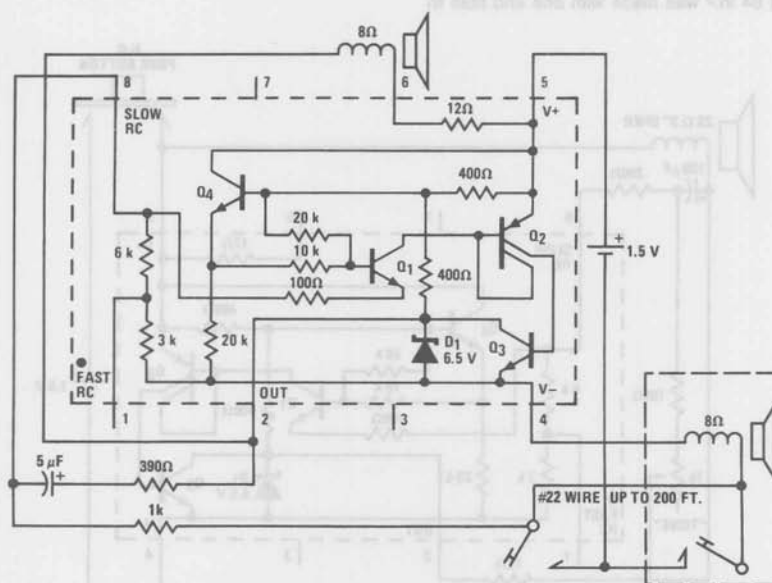 8Ω
6
8
7
5
SLOW
RC
12Ω
V+
400Ω
Q4
20 k
Q2
6 k
10 k
Q1
400Ω
+
1.5 V
100Ω
3 k
20 k
D1
6.5 V
Q3
FAST
RC
OUT
V−
1
2
3
4
8Ω
5 µF
+
390Ω
1k
#22 WIRE UP TO 200 FT.